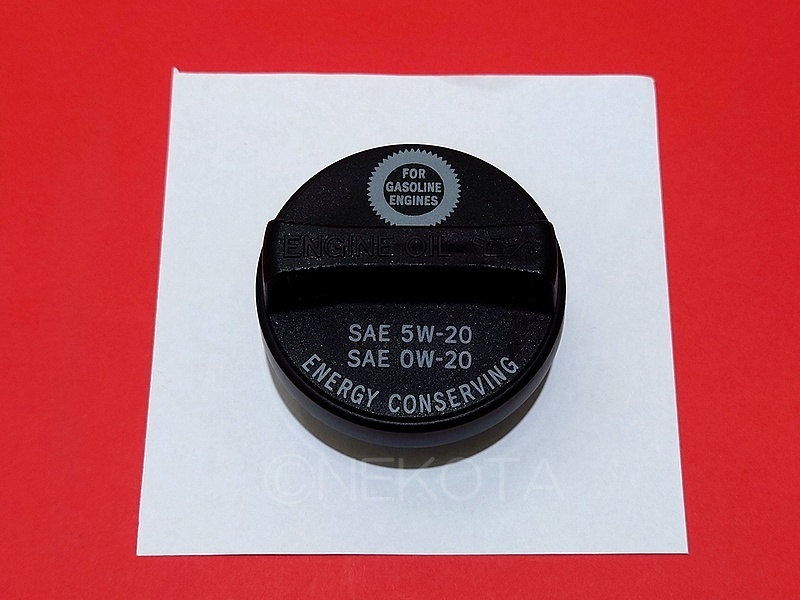 FOR
GASOLINE
ENGINES
ENGINE OIL
SAE 5W-20
SAE 0W-20
ENERGY CONSERVING
©NEKOTA